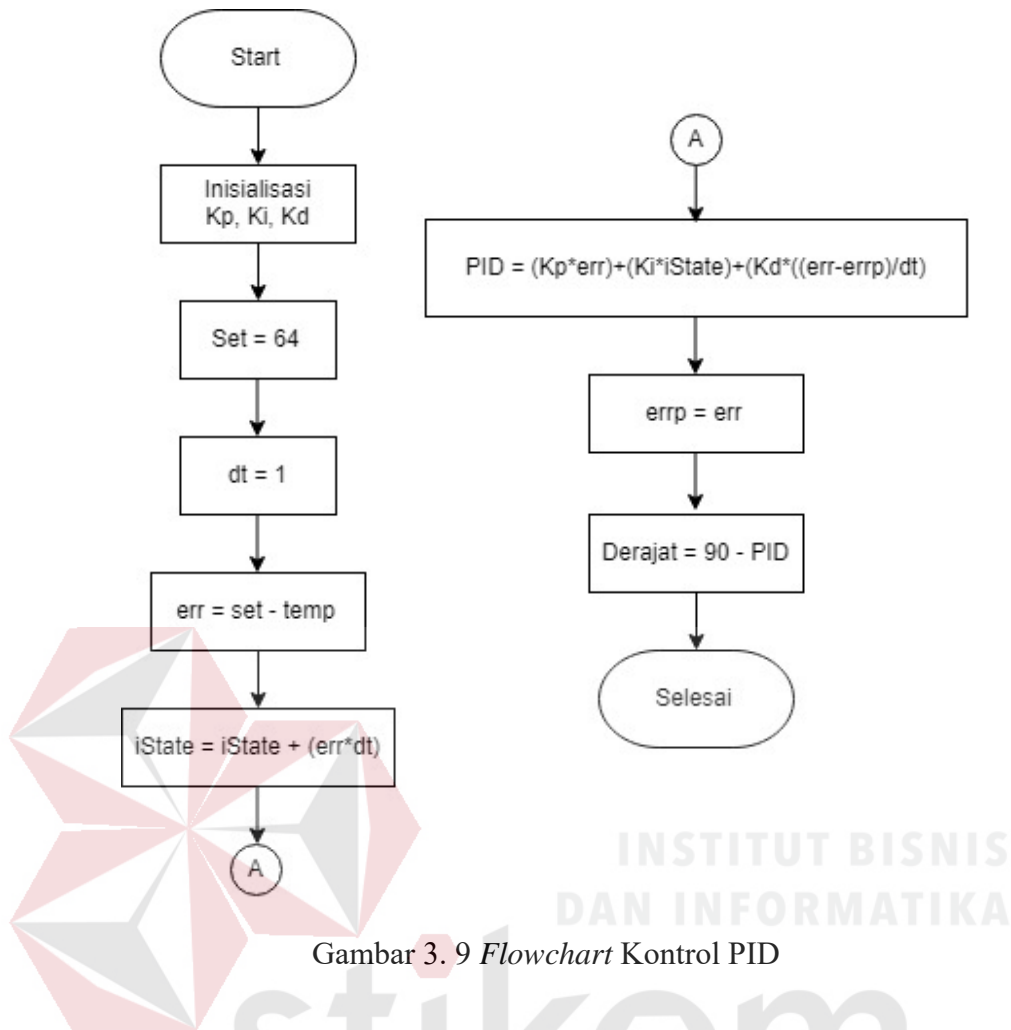 Start
Inisialisasi
Kp, Ki, Kd
Set = 64
dt = 1
err = set - temp
iState = iState + (err*dt)
A
A
PID = (Kp*err)+(Ki*iState)+(Kd*((err-errp)/dt)
errp = err
Derajat = 90 - PID
Selesai
INSTITUT BISNIS
DAN INFORMATIKA
Gambar 3. 9 Flowchart Kontrol PID
stikom